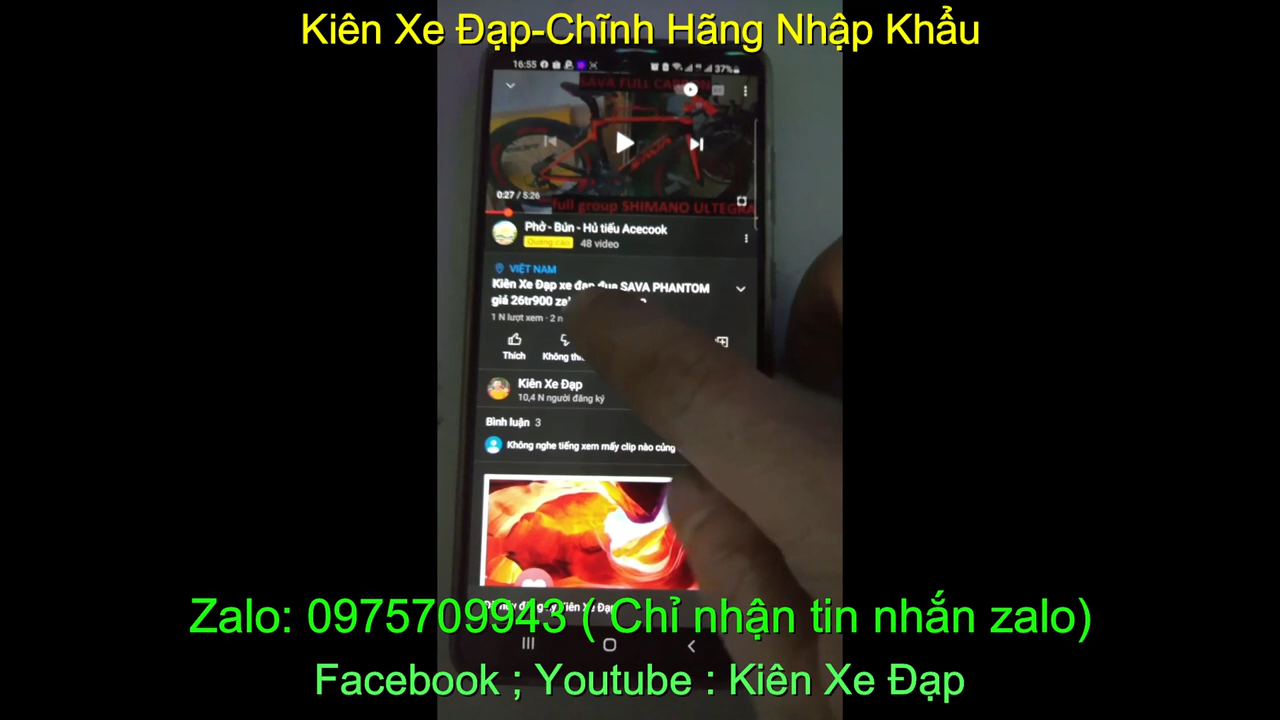 Kiên Xe Đạp-Chĩnh Hãng Nhập Khẩu
16:55
37%
SAVA FULL CARBON
0:27 / 5:26
full group SHIMANO ULTEGRA
Phở - Bún - Hủ tiếu Acecook
Quảng cáo 48 video
VIỆT NAM
Kiên Xe Đạp xe đạp đua SAVA PHANTOM
giá 26tr900
1 N lượt xem · 2
Thích Không
Kiên Xe Đạp
10,4 N người đăng ký
Bình luận 3
Không nghe tiếng xem mấy clip nào củng
Kiên Xe Đạp
Zalo: 0975709943 ( Chỉ nhận tin nhắn zalo)
Facebook ; Youtube : Kiên Xe Đạp